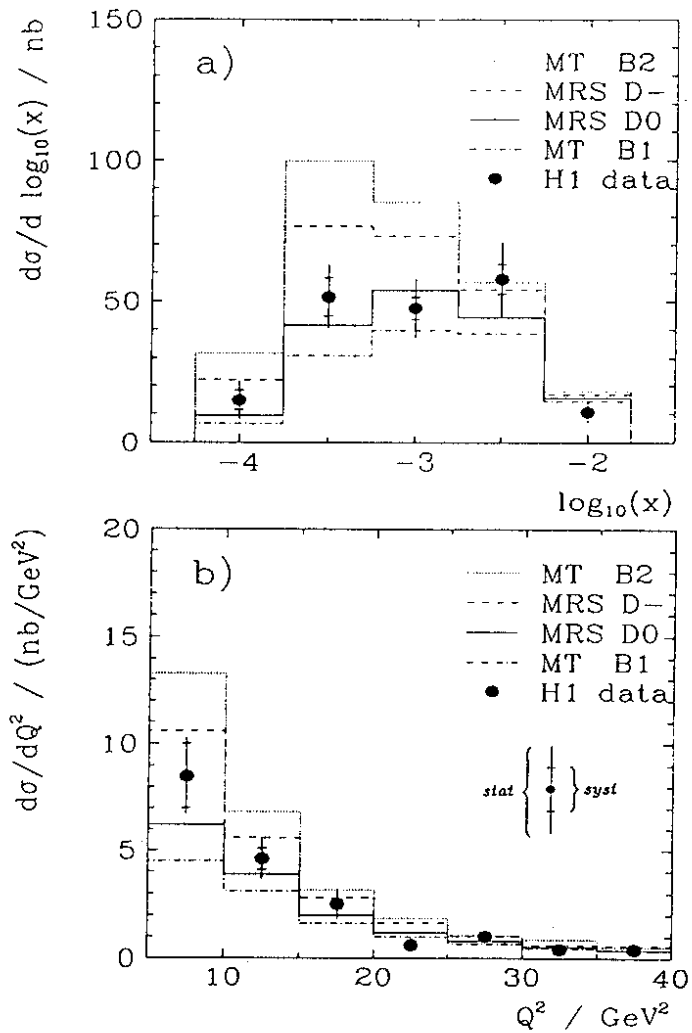 dσ/d log₁₀(x) / nb
150
100
50
0
a)
MT B2
MRS D-
MRS D0
MT B1
H1 data
-4 -3 -2
log₁₀(x)
dσ/dQ² / (nb/GeV²)
20
15
10
5
0
b)
MT B2
MRS D-
MRS D0
MT B1
H1 data
stat syst
10 20 30 40
Q² / GeV²